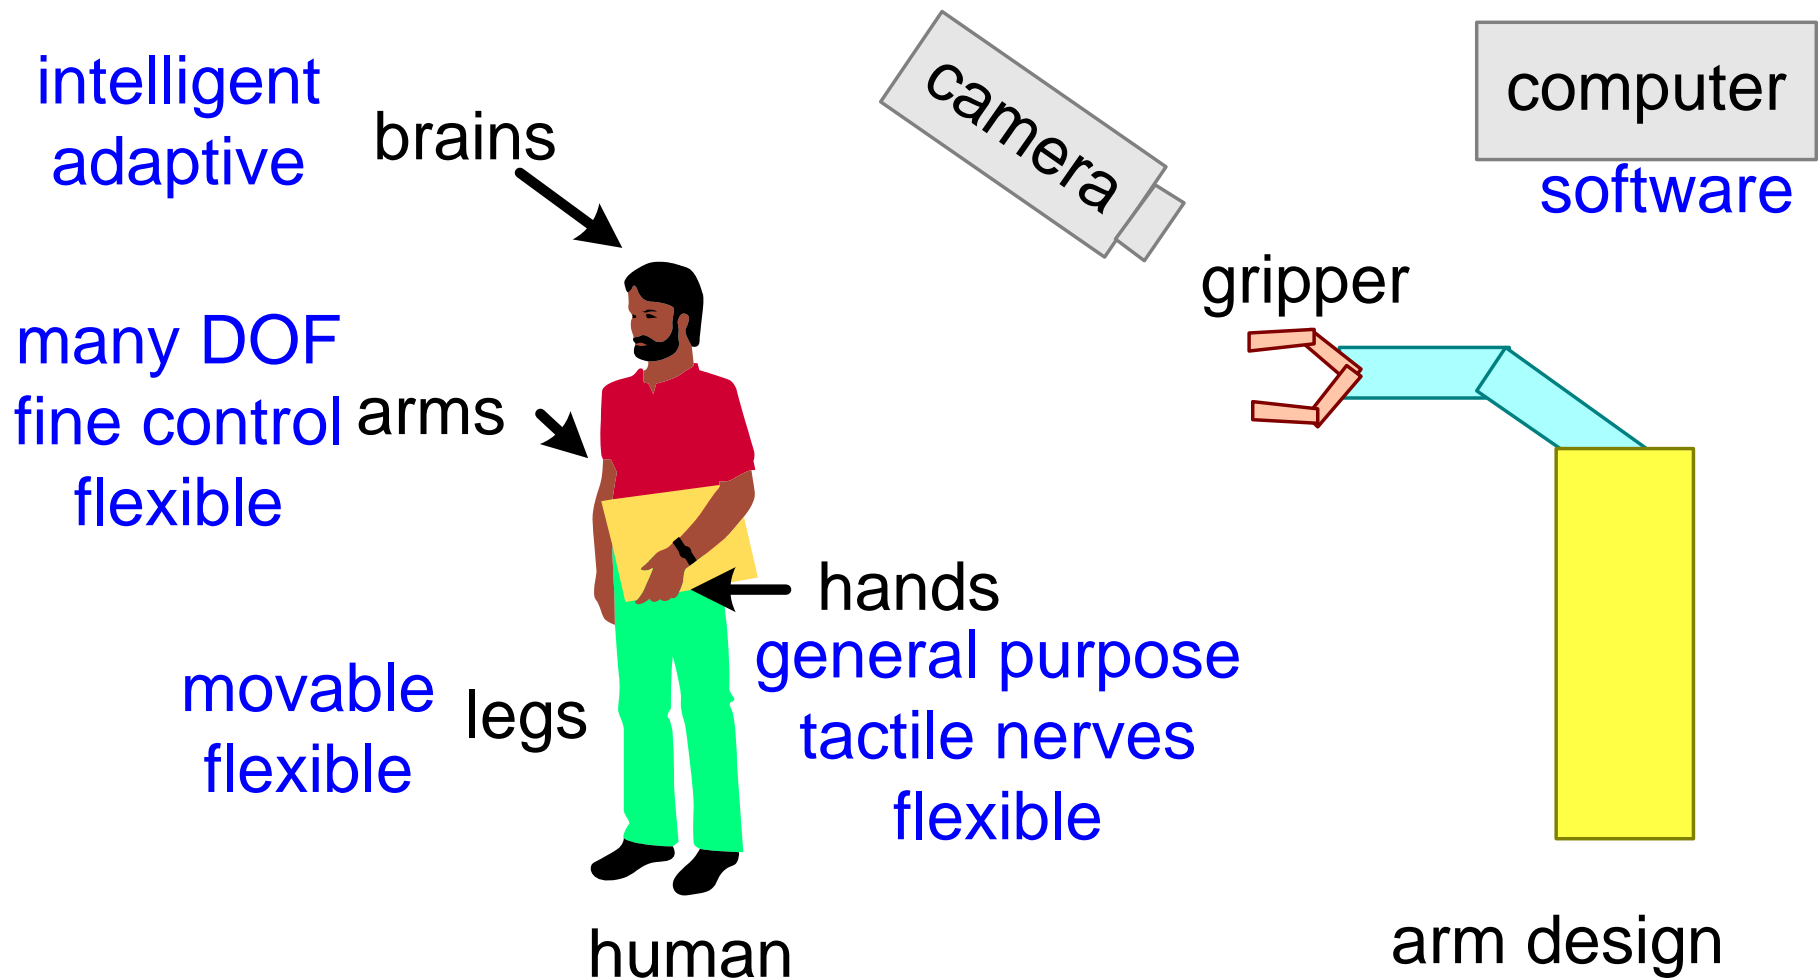 intelligent
adaptive
brains
many DOF
fine control
flexible
arms
movable
flexible
legs
hands
general purpose
tactile nerves
flexible
human
camera
computer
software
gripper
arm design